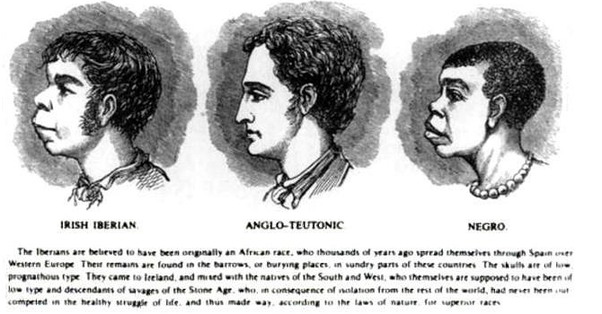 IRISH IBERIAN. ANGLO-TEUTONIC. NEGRO.
The Iberians are believed to have been originally an African race, who thousands of years ago spread themselves through Spain over
Western Europe. Their remains are found in the barrows, or burying places, in sundry parts of these countries. The skulls are of low
prognathous type. They came to Ireland, and mixed with the natives of the South and West, who themselves are supposed to have been of
low type and descendants of savages of the Stone Age, who, in consequence of isolation from the rest of the world, had never been out
competed in the healthy struggle of life, and thus made way, according to the laws of nature, for superior races